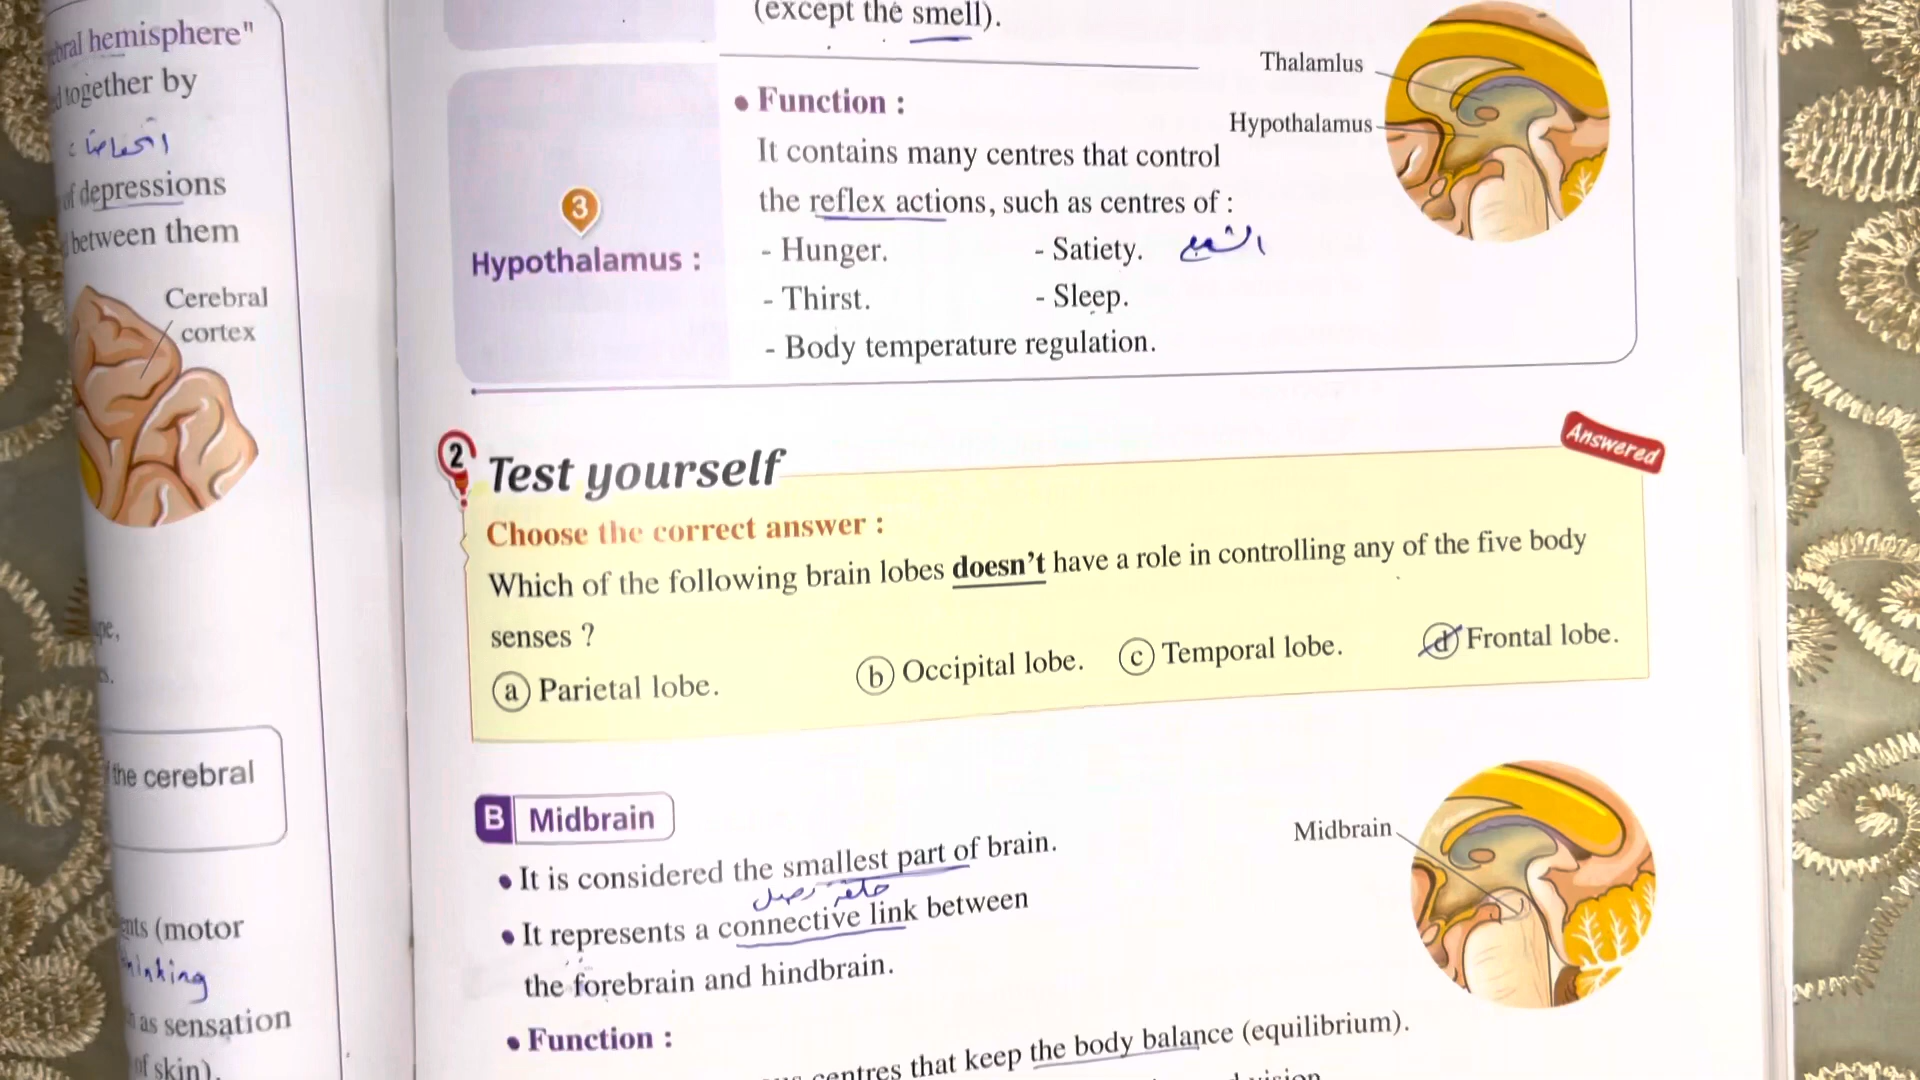 hemisphere"
together by
of depressions
between them
Cerebral
cortex
the cerebral
(motor
thinking
as sensation
of skin).
(except the smell).
Thalamlus
Hypothalamus
3
Hypothalamus :
• Function :
It contains many centres that control
the reflex actions, such as centres of :
- Hunger.
- Satiety. الشبع
- Thirst.
- Sleep.
- Body temperature regulation.
2 Test yourself
Answered
Choose the correct answer :
Which of the following brain lobes doesn't have a role in controlling any of the five body
senses ?
a Parietal lobe. b Occipital lobe. c Temporal lobe. d Frontal lobe.
B Midbrain
Midbrain
• It is considered the smallest part of brain.
حلقة وصل
• It represents a connective link between
the forebrain and hindbrain.
• Function :
centres that keep the body balance (equilibrium).